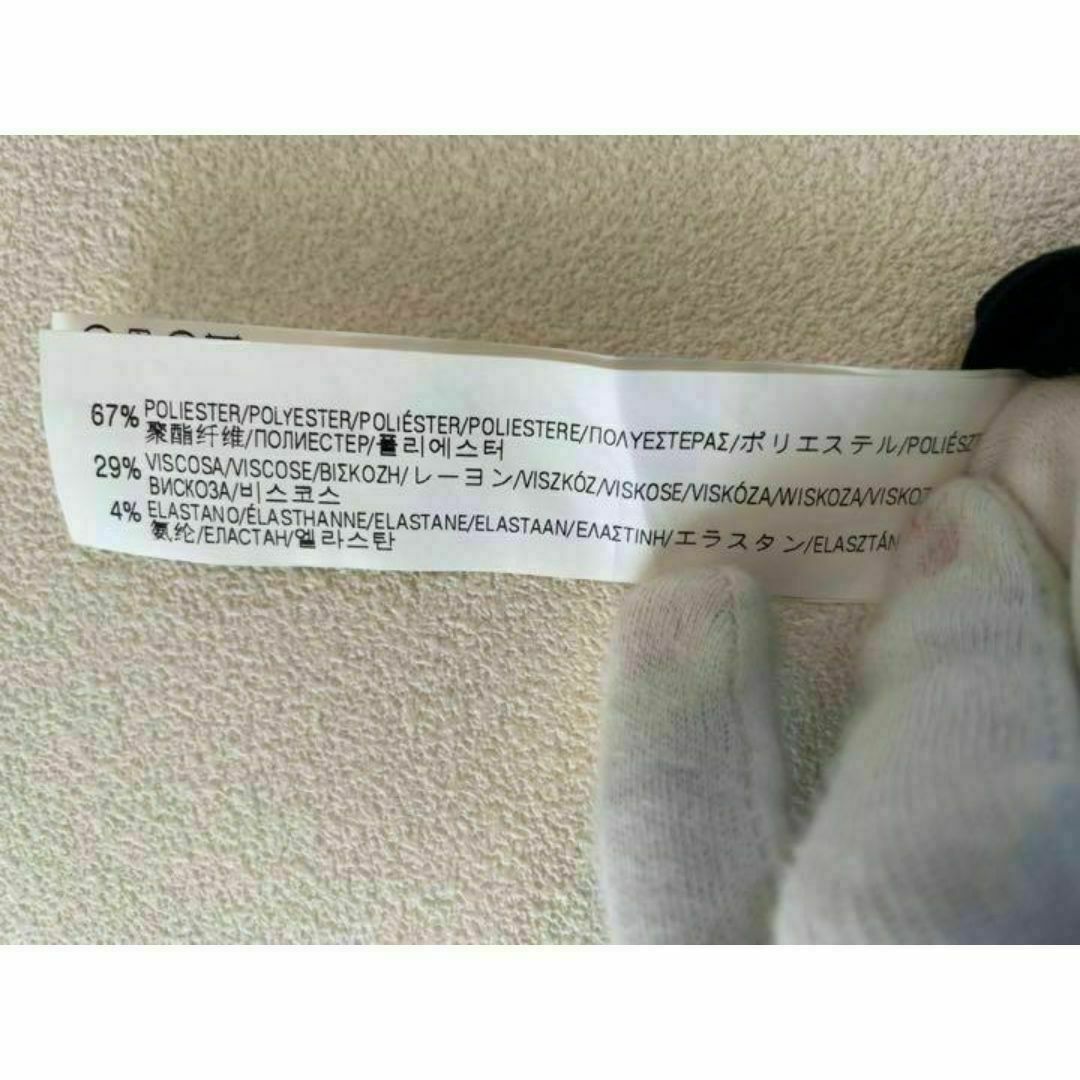 67% POLIESTER/POLYESTER/POLIÉSTER/POLIESTERE/ΠΟΛΥΕΣΤΕΡΑΣ/ポリエステル/POLIÉSZ
聚酯纤维/ПОЛИЕСТЕР/폴리에스터
29% VISCOSA/VISCOSE/ΒΙΣΚΟΖΗ/レーヨン/VISZKÓZ/VISKOSE/VISKÓZA/WISKOZA/VISKOZ
ВИСКОЗА/비스코스
4% ELASTANO/ÉLASTHANNE/ELASTANE/ELASTAAN/ΕΛΑΣΤΙΝΗ/エラスタン/ELASZTÁN
氨纶/ЕЛАСТАН/엘라스탄